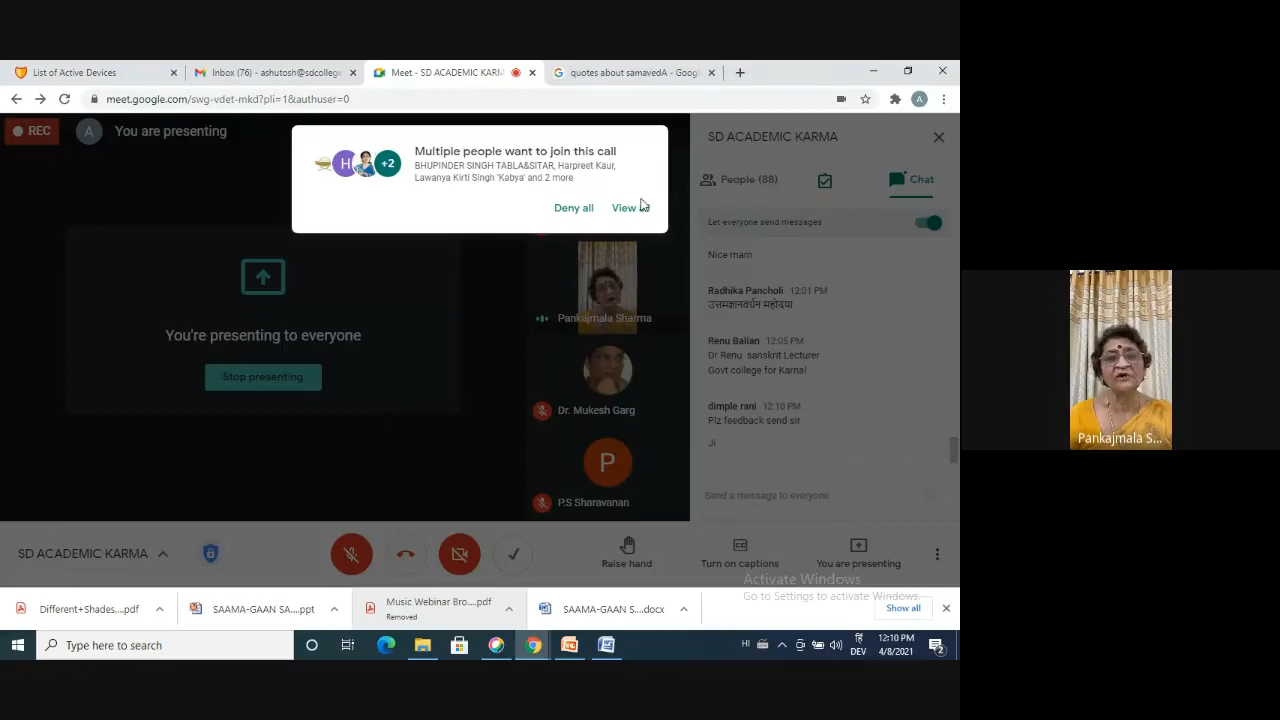 List of Active Devices
Inbox (76) - ashutosh@sdcollege
Meet - SD ACADEMIC KARM
quotes about samavedA - Goog
meet.google.com/swg-vdet-mkd?pli=1&authuser=0
REC
A
You are presenting
H
+2
Multiple people want to join this call
BHUPINDER SINGH TABLA&SITAR, Harpreet Kaur,
Lawanya Kirti Singh 'Kabya' and 2 more
Deny all
View
You're presenting to everyone
Stop presenting
Pankajmala Sharma
Dr. Mukesh Garg
P
P.S Sharavanan
SD ACADEMIC KARMA
People (88)
Chat
Let everyone send messages
Nice mam
Radhika Pancholi 12:01 PM
उत्तमज्ञानवर्धन महोदया
Renu Balian 12:05 PM
Dr Renu sanskrit Lecturer
Govt college for Karnal
dimple rani 12:10 PM
Plz feedback send sir
Ji
Send a message to everyone
Pankajmala S...
SD ACADEMIC KARMA
Raise hand
Turn on captions
You are presenting
Activate Windows
Go to Settings to activate Windows.
Different+Shades....pdf
SAAMA-GAAN SA....ppt
Music Webinar Bro....pdf
Removed
SAAMA-GAAN S....docx
Show all
Type here to search
HI
DEV
12:10 PM
4/8/2021
2